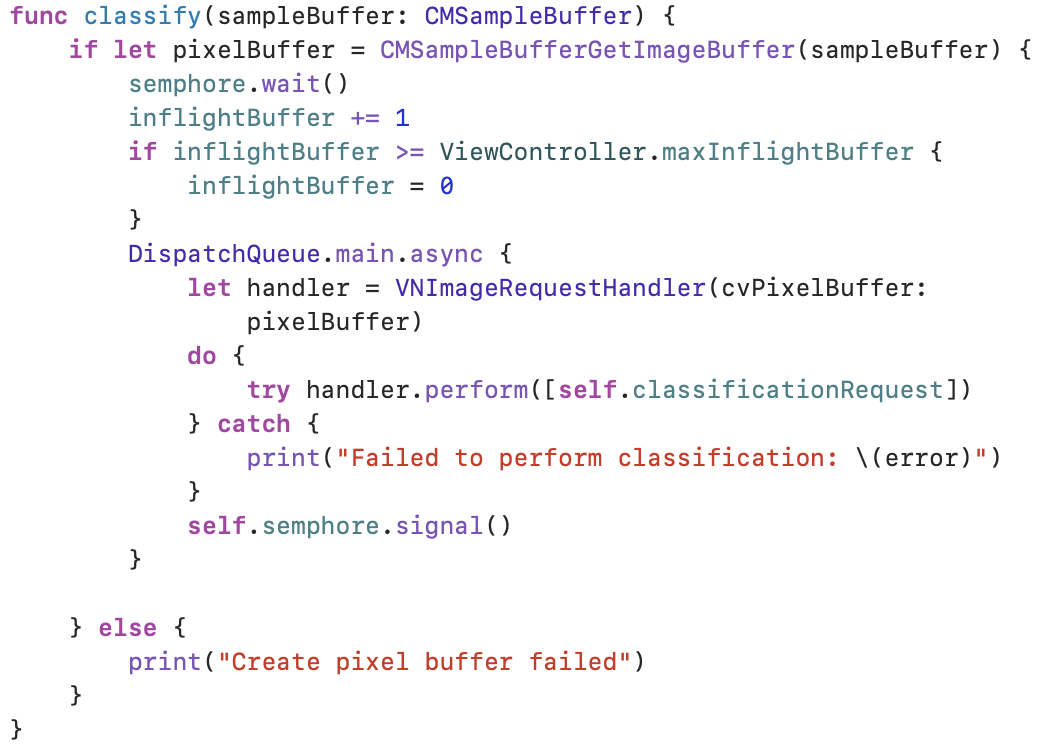 func classify(sampleBuffer: CMSampleBuffer) {
    if let pixelBuffer = CMSampleBufferGetImageBuffer(sampleBuffer) {
        semphore.wait()
        inflightBuffer += 1
        if inflightBuffer >= ViewController.maxInflightBuffer {
            inflightBuffer = 0
        }
        DispatchQueue.main.async {
            let handler = VNImageRequestHandler(cvPixelBuffer:
                pixelBuffer)
            do {
                try handler.perform([self.classificationRequest])
            } catch {
                print("Failed to perform classification: \(error)")
            }
            self.semphore.signal()
        }

    } else {
        print("Create pixel buffer failed")
    }
}